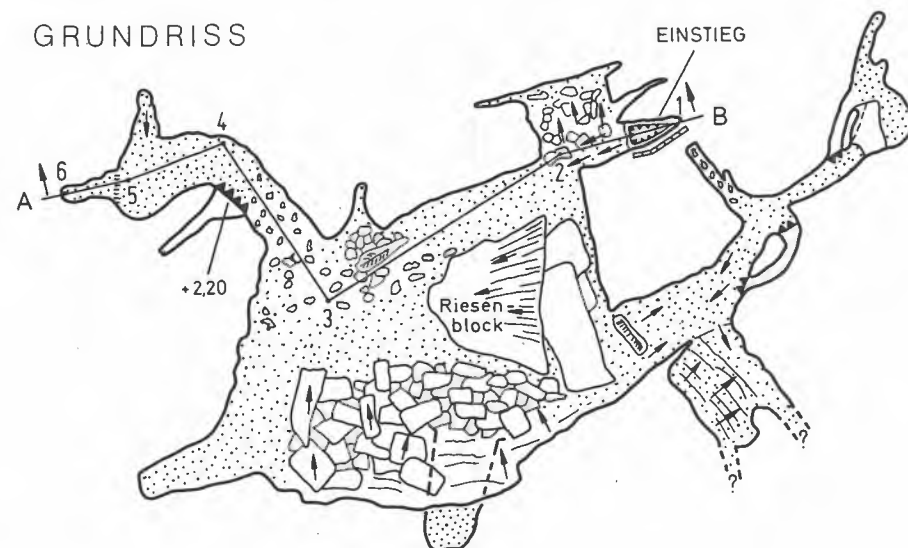 GRUNDRISS
EINSTIEG
1
B
4
6
5
A
2
+2,20
3
Riesen
block
?
?